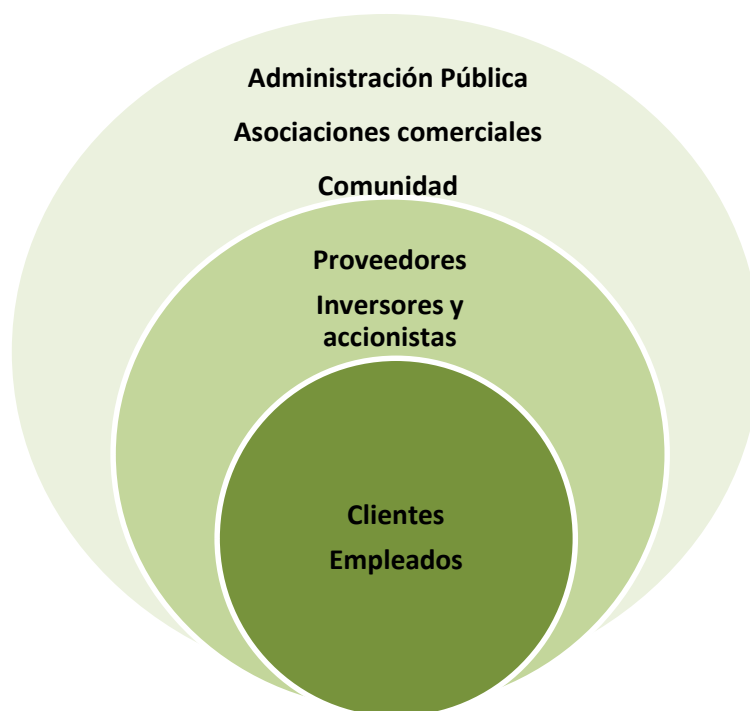 Administración Pública
Asociaciones comerciales
Comunidad
Proveedores
Inversores y
accionistas
Clientes
Empleados